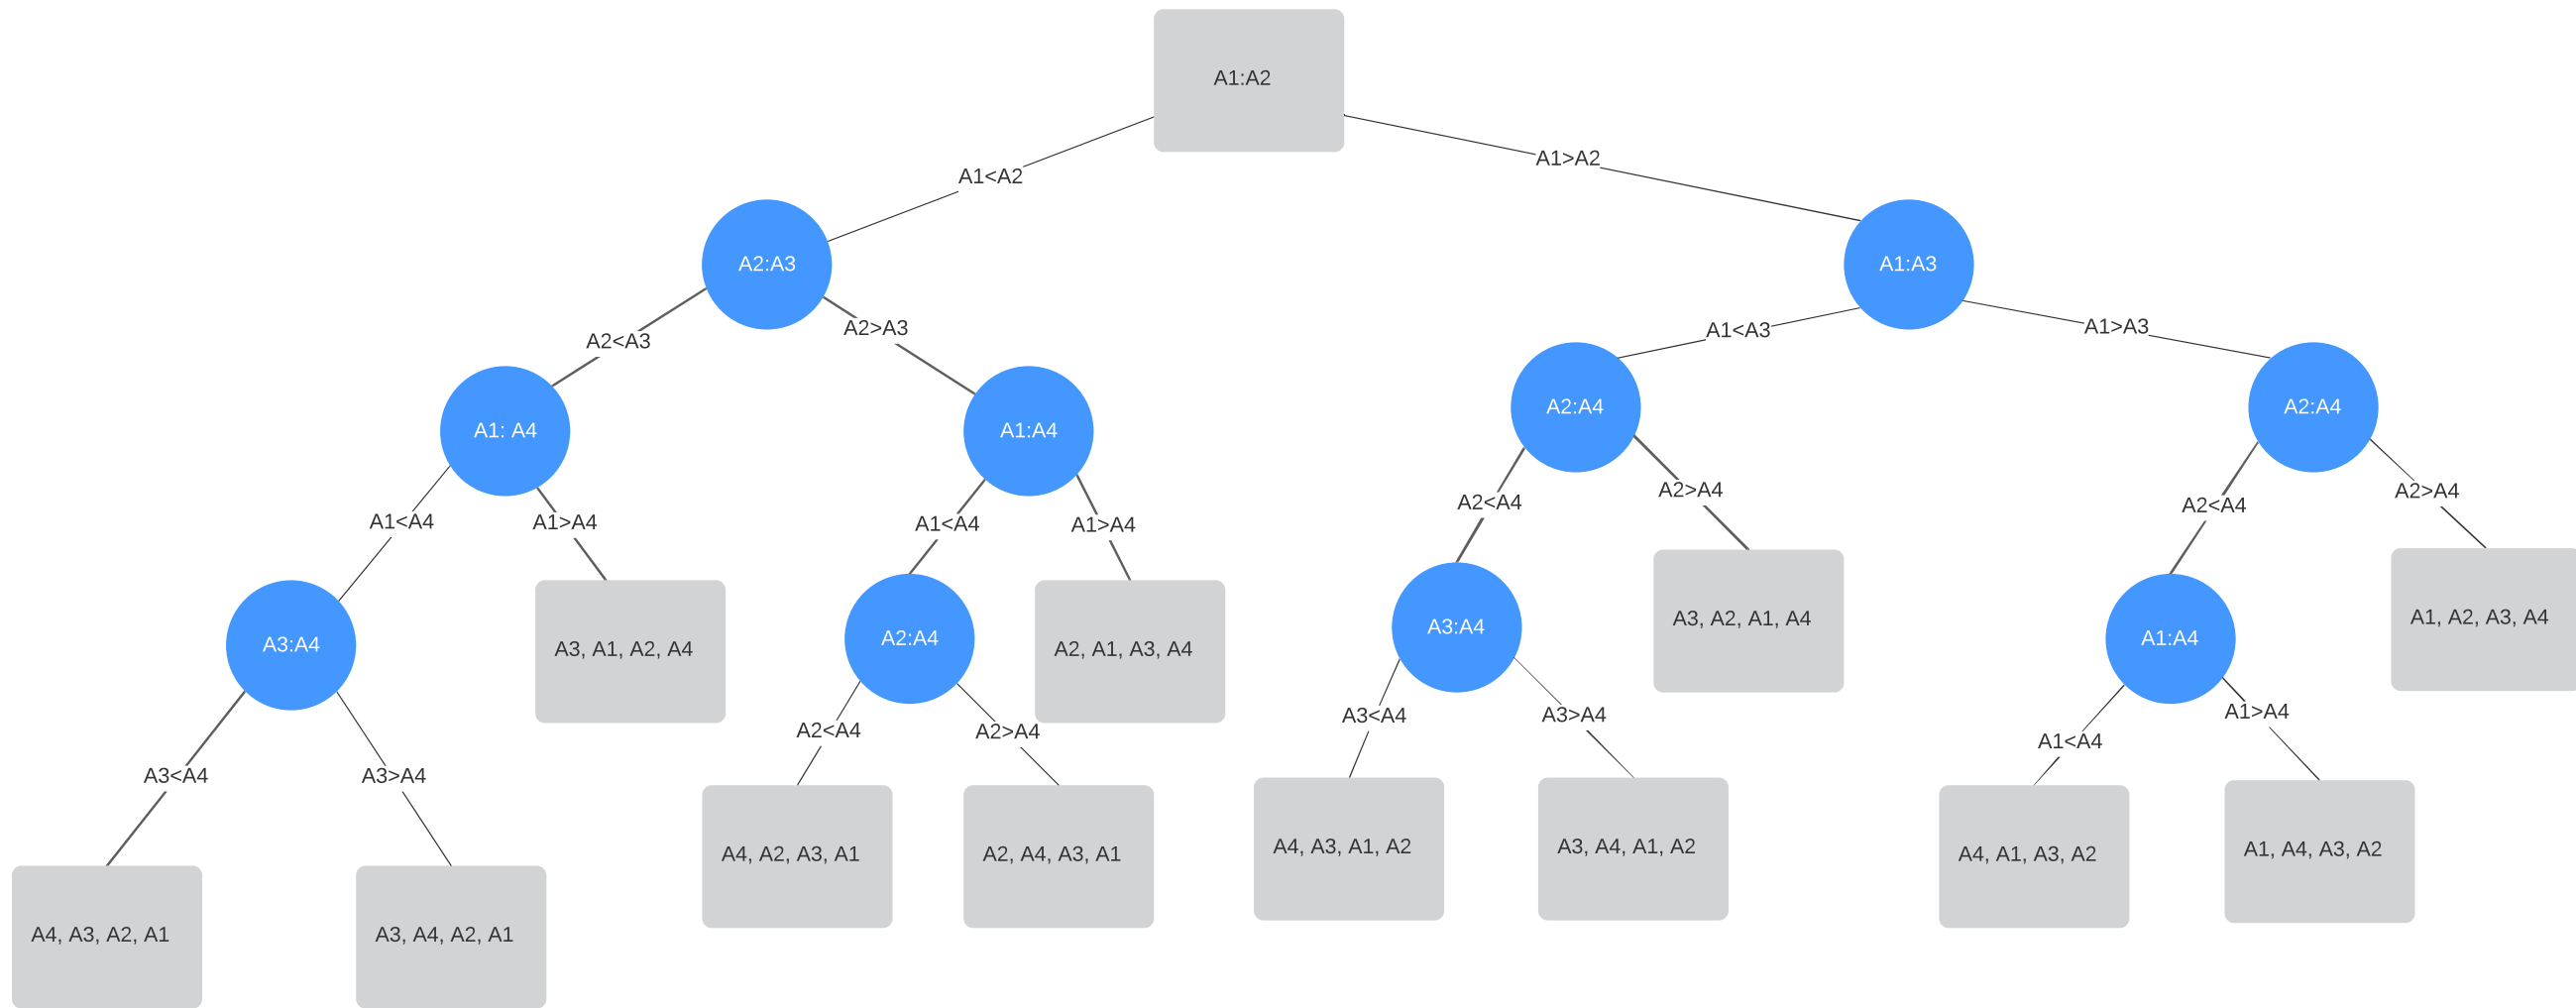 A1:A2
A1<A2
A1>A2
A2:A3
A1:A3
A2<A3
A2>A3
A1<A3
A1>A3
A1: A4
A1:A4
A2:A4
A2:A4
A1<A4
A1>A4
A1<A4
A1>A4
A2<A4
A2>A4
A2<A4
A2>A4
A3:A4
A3, A1, A2, A4
A2:A4
A2, A1, A3, A4
A3:A4
A3, A2, A1, A4
A1:A4
A1, A2, A3, A4
A3<A4
A3>A4
A2<A4
A2>A4
A3<A4
A3>A4
A1<A4
A1>A4
A4, A3, A2, A1
A3, A4, A2, A1
A4, A2, A3, A1
A2, A4, A3, A1
A4, A3, A1, A2
A3, A4, A1, A2
A4, A1, A3, A2
A1, A4, A3, A2